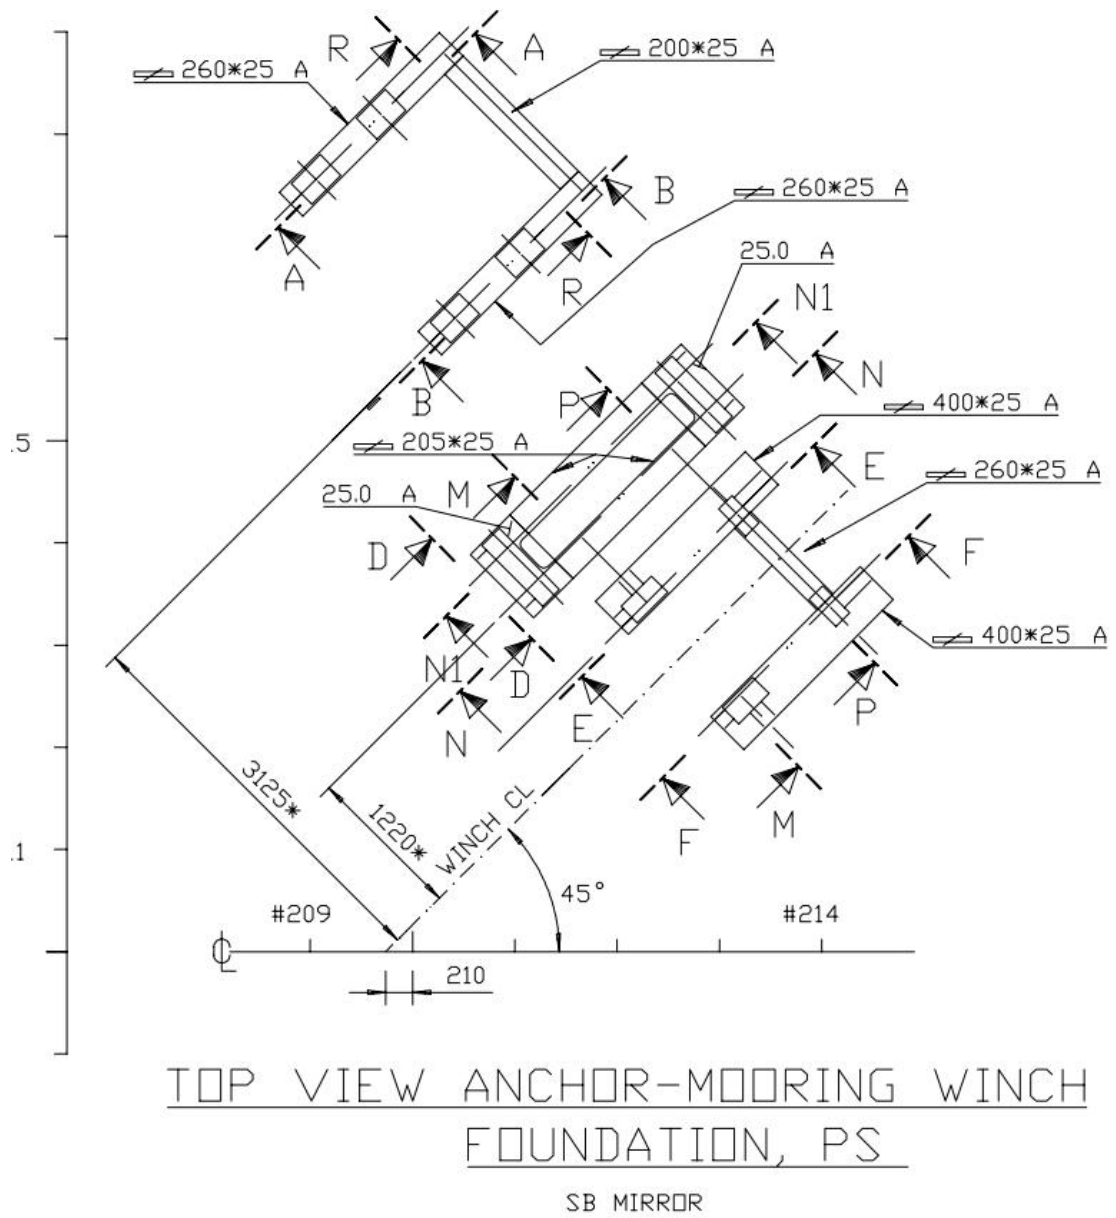 R
A
200*25 A
260*25 A
B
260*25 A
25.0 A
A
R
N1
N
B
P
400*25 A
.5
205*25 A
E
260*25 A
M
25.0 A
D
F
400*25 A
N1
D
N
E
P
3125*
1220*
WINCH CL
F
M
.1
45°
#209
#214
℄
210
TOP VIEW ANCHOR-MOORING WINCH
FOUNDATION, PS
SB MIRROR